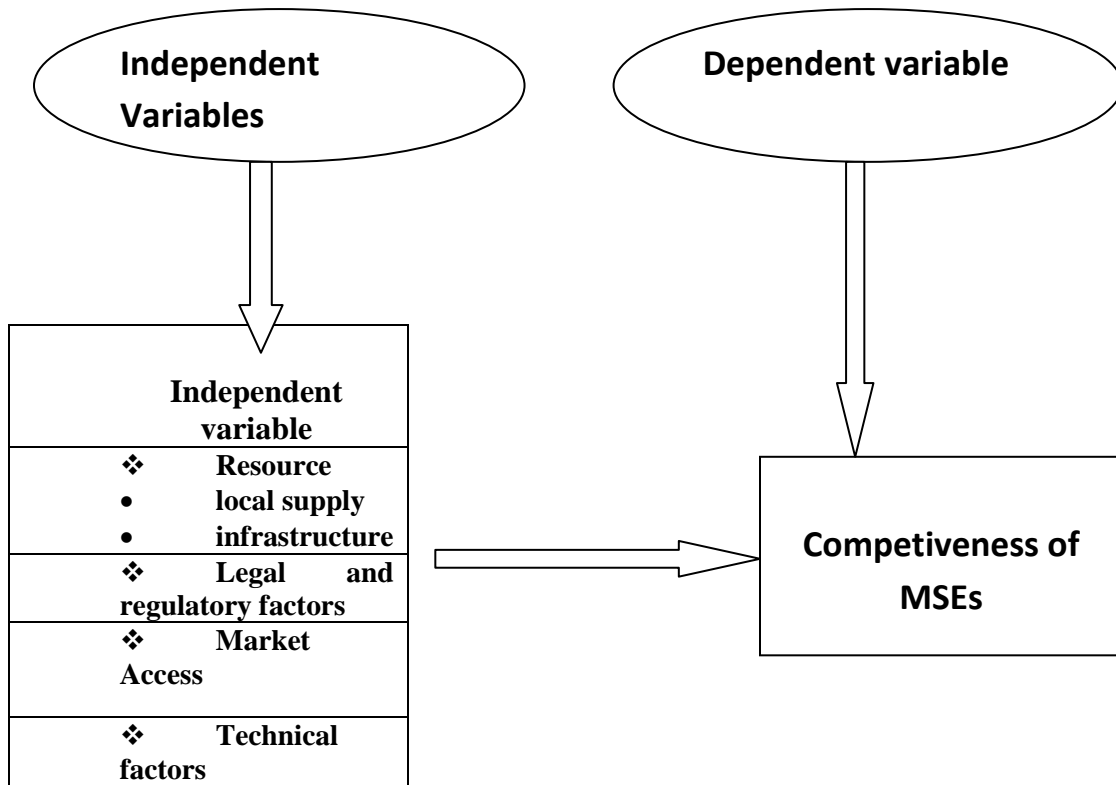 Independent
Variables
Dependent variable
Independent
variable
❖ Resource
• local supply
• infrastructure
❖ Legal and
regulatory factors
❖ Market
Access
❖ Technical
factors
Competiveness of
MSEs